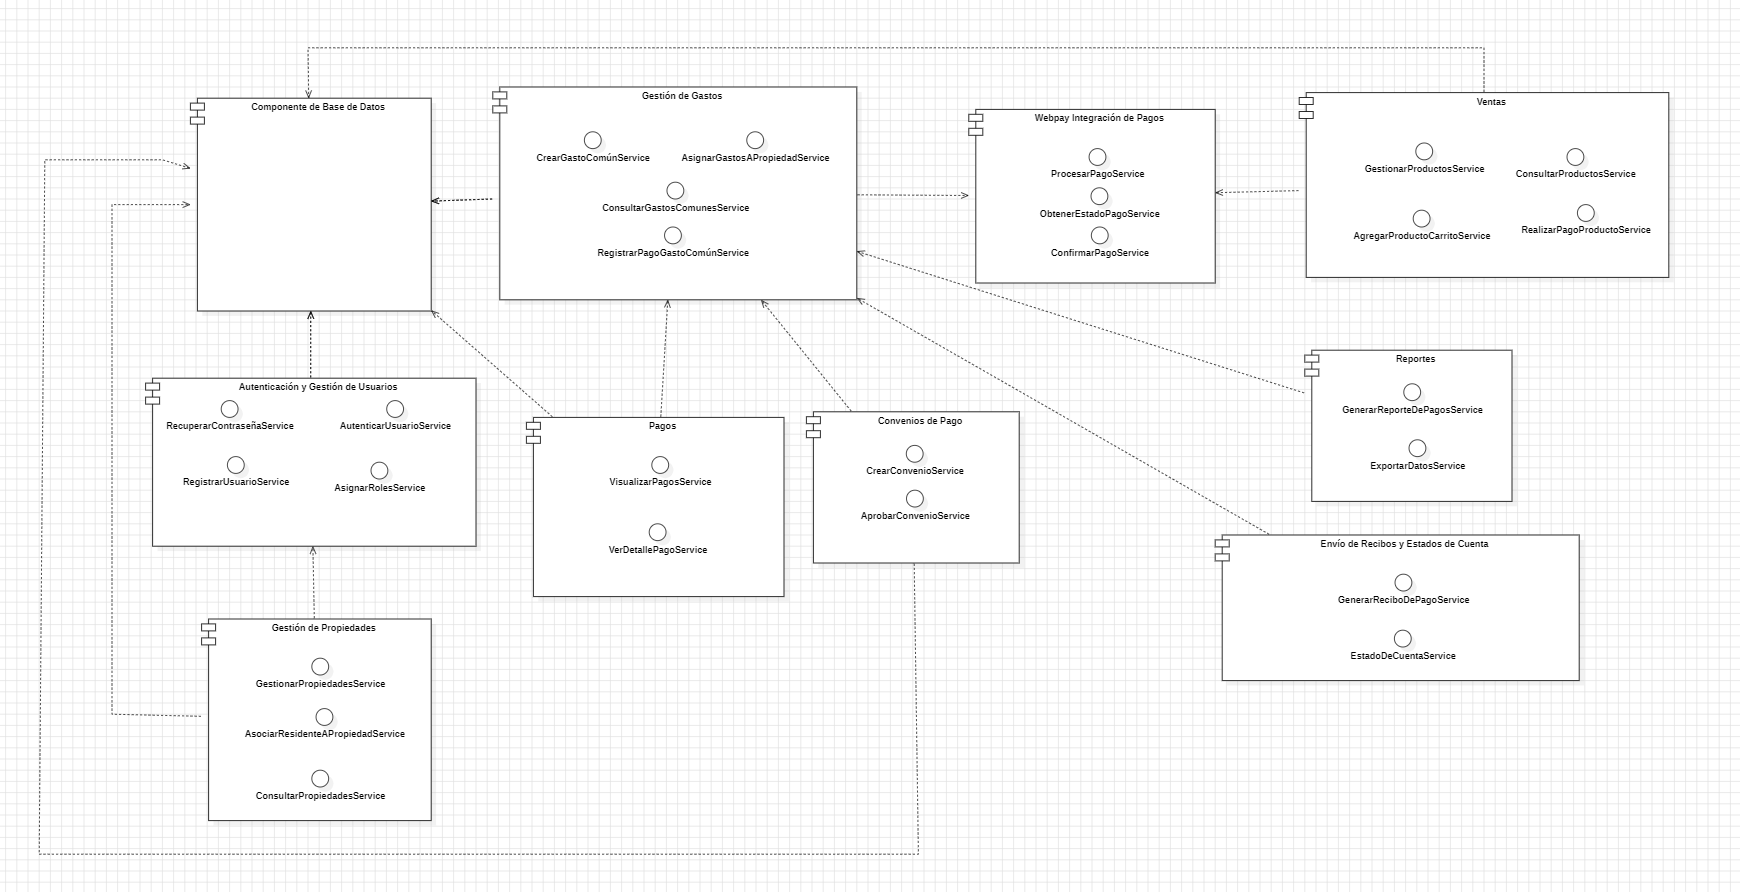 Componente de Base de Datos
Gestión de Gastos
CrearGastoComúnService
AsignarGastosAPropiedadService
ConsultarGastosComunesService
RegistrarPagoGastoComúnService
Webpay Integración de Pagos
ProcesarPagoService
ObtenerEstadoPagoService
ConfirmarPagoService
Ventas
GestionarProductosService
ConsultarProductosService
AgregarProductoCarritoService
RealizarPagoProductoService
Autenticación y Gestión de Usuarios
RecuperarContraseñaService
AutenticarUsuarioService
RegistrarUsuarioService
AsignarRolesService
Pagos
VisualizarPagosService
VerDetallePagoService
Convenios de Pago
CrearConvenioService
AprobarConvenioService
Reportes
GenerarReporteDePagosService
ExportarDatosService
Envío de Recibos y Estados de Cuenta
GenerarReciboDePagoService
EstadoDeCuentaService
Gestión de Propiedades
GestionarPropiedadesService
AsociarResidenteAPropiedadService
ConsultarPropiedadesService